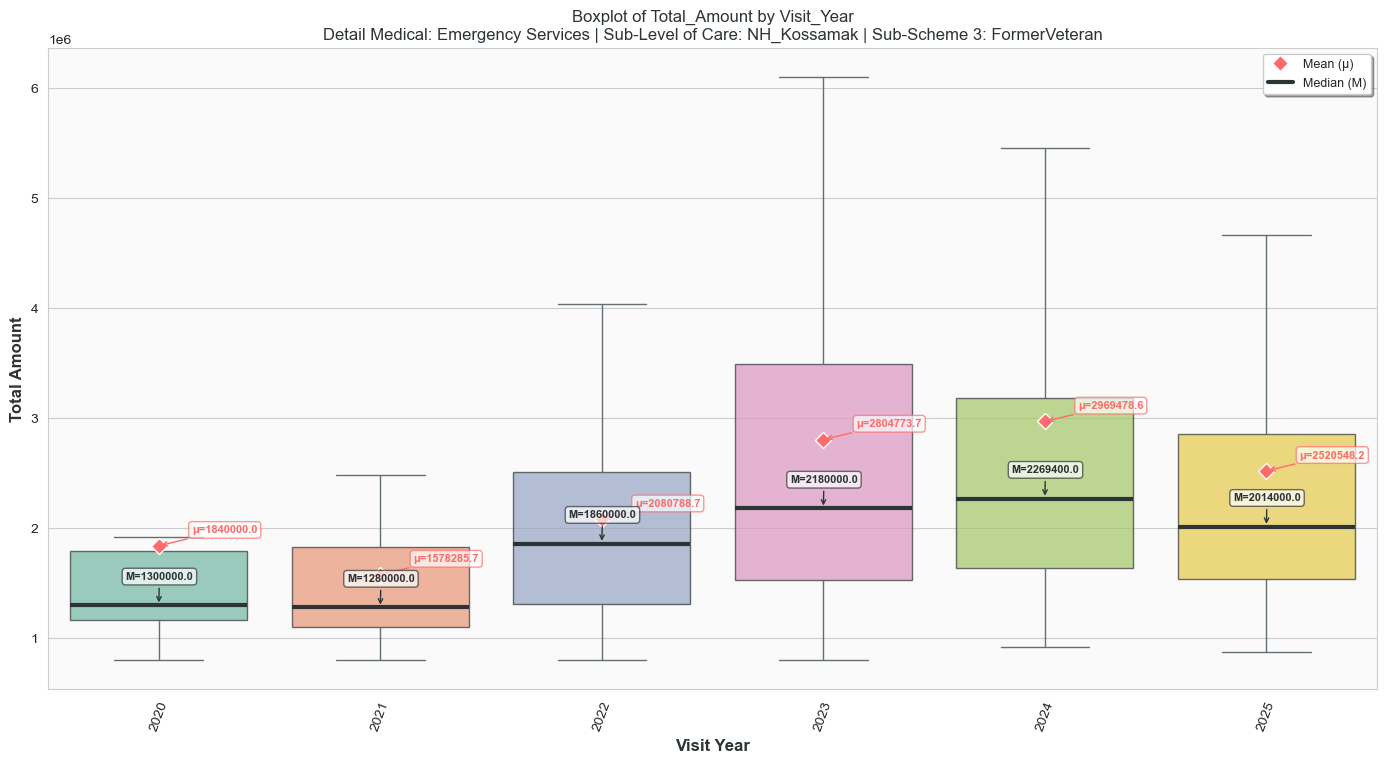 Boxplot of Total_Amount by Visit_Year
Detail Medical: Emergency Services | Sub-Level of Care: NH_Kossamak | Sub-Scheme 3: FormerVeteran
1e6
Mean (μ)
Median (M)
6
5
4
3
2
1
Total Amount
μ=1840000.0
M=1300000.0
μ=1578285.7
M=1280000.0
μ=2080788.7
M=1860000.0
μ=2804773.7
M=2180000.0
μ=2969478.6
M=2269400.0
μ=2520548.2
M=2014000.0
2020
2021
2022
2023
2024
2025
Visit Year